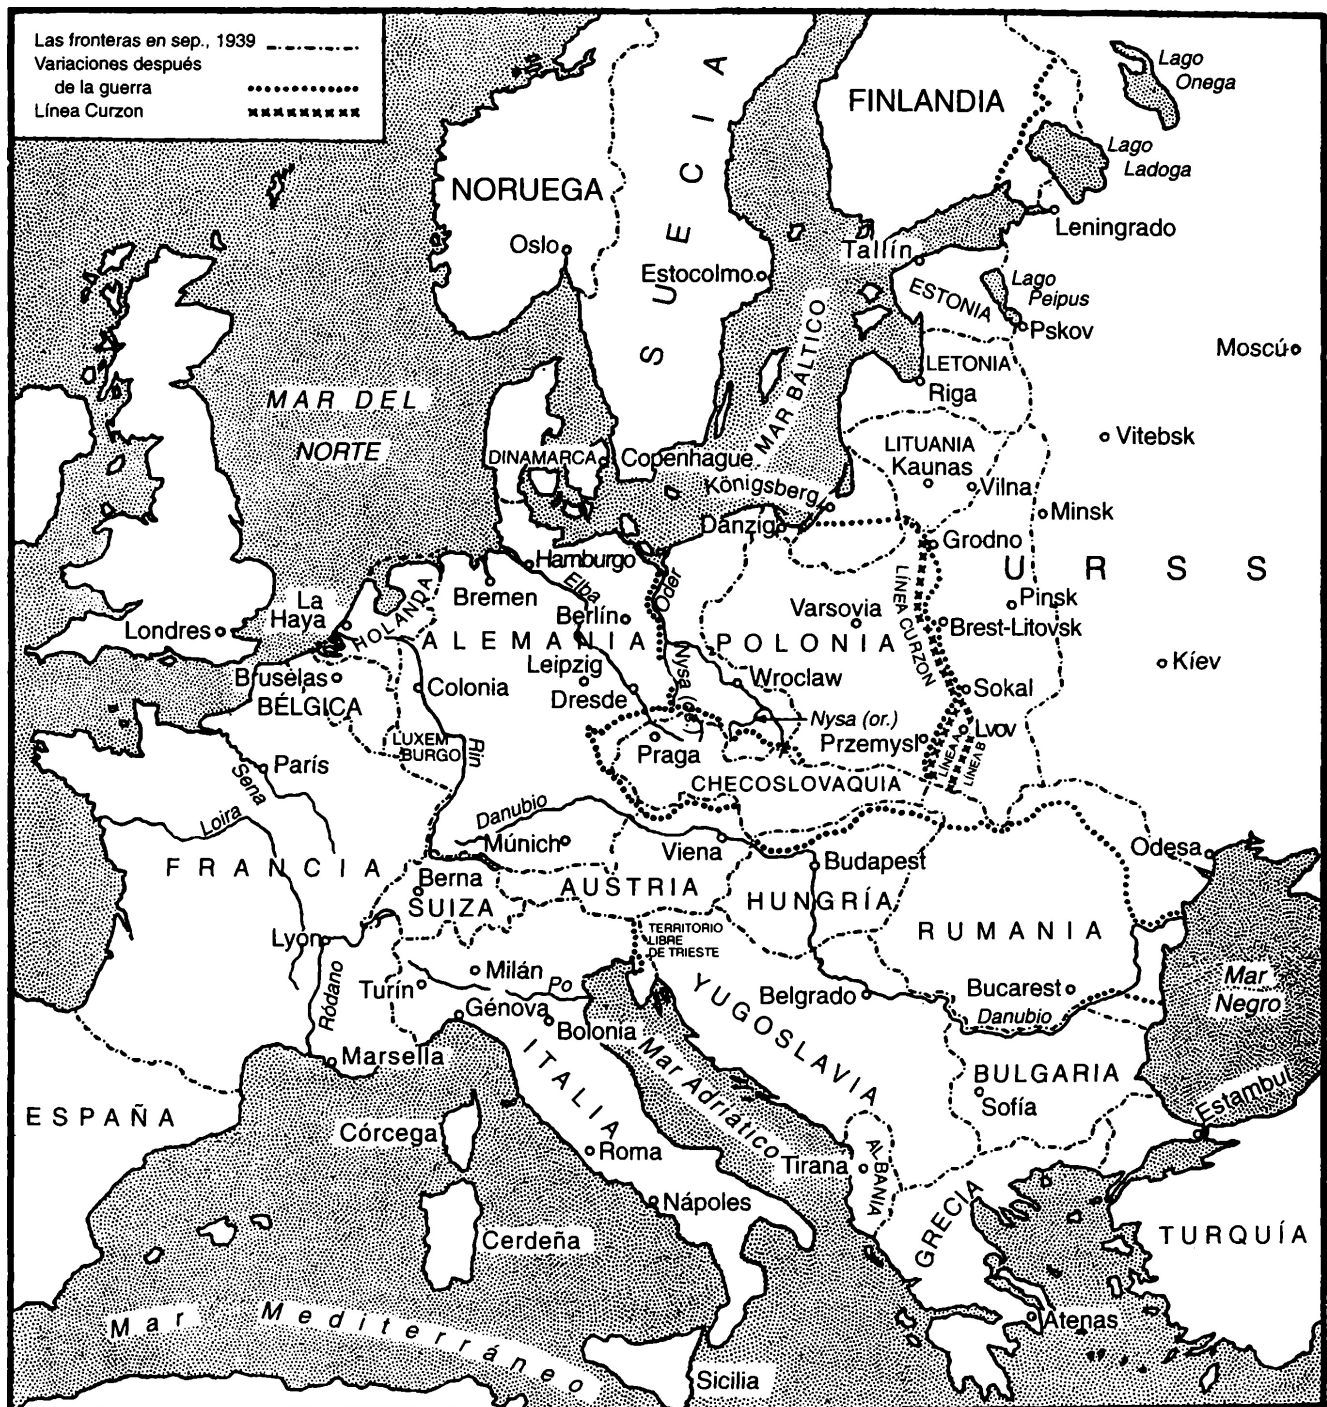 Las fronteras en sep., 1939
Variaciones después
de la guerra
Línea Curzon
Lago
Onega
FINLANDIA
Lago
Ladoga
SUECIA
NORUEGA
Leningrado
Oslo
Tallín
Estocolmo
Lago
Peipus
ESTONIA
Pskov
Moscú
LETONIA
Riga
MAR BALTICO
MAR DEL
NORTE
Vitebsk
LITUANIA
Kaunas
Vilna
DINAMARCA
Copenhague
Königsberg
Minsk
Dánzig
Grodno
Hamburgo
URSS
Elba
Oder
LÍNEA CURZON
Bremen
Pinsk
La
Haya
HOLANDA
Varsovia
Berlín
Brest-Litovsk
Londres
ALEMANIA
POLONIA
Kíev
Leipzig
Nysa (oc.)
Bruselas
Colonia
Dresde
Wroclaw
Sokal
BÉLGICA
Nysa (or.)
Lvov
LUXEM
BURGO
Rin
Praga
Przemysl
LÍNEA A
LÍNEA B
París
Sena
CHECOSLOVAQUIA
Loira
Danubio
Múnich
Viena
Budapest
Odesa
FRANCIA
Berna
AUSTRIA
SUIZA
HUNGRÍA
RUMANIA
Lyon
TERRITORIO
LIBRE
DE TRIESTE
Milán
Mar
Negro
Ródano
Turín
Po
YUGOSLAVIA
Belgrado
Bucarest
Génova
Danubio
Bolonia
Marsella
ITALIA
Mar Adriático
BULGARIA
Sofía
Estambul
ESPAÑA
Córcega
Roma
Tirana
ALBANIA
Nápoles
GRECIA
Cerdeña
TURQUÍA
Mar Mediterráneo
Atenas
Sicilia